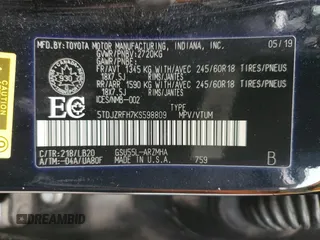 MFD.BY:TOYOTA MOTOR MANUFACTURING, INDIANA, INC. 05/19
GVWR/PNBV: 2720KG
GAWR/PNBE:
FR/AVT 1345 KG WITH/AVEC 245/60R18 TIRES/PNEUS
18X7.5J RIMS/JANTES
RR/ARR 1590 KG WITH/AVEC 245/60R18 TIRES/PNEUS
18X7.5J RIMS/JANTES
ICES/NMB-002
TYPE
EC 5TDJZRFH7KS598809 MPV/VTUM
C/TR: 218/LB20 GSU55L-ARZMHA
A/TM: -04A/UA80F MADE IN U.S.A. 759 B
DRIVEDANDSOLD